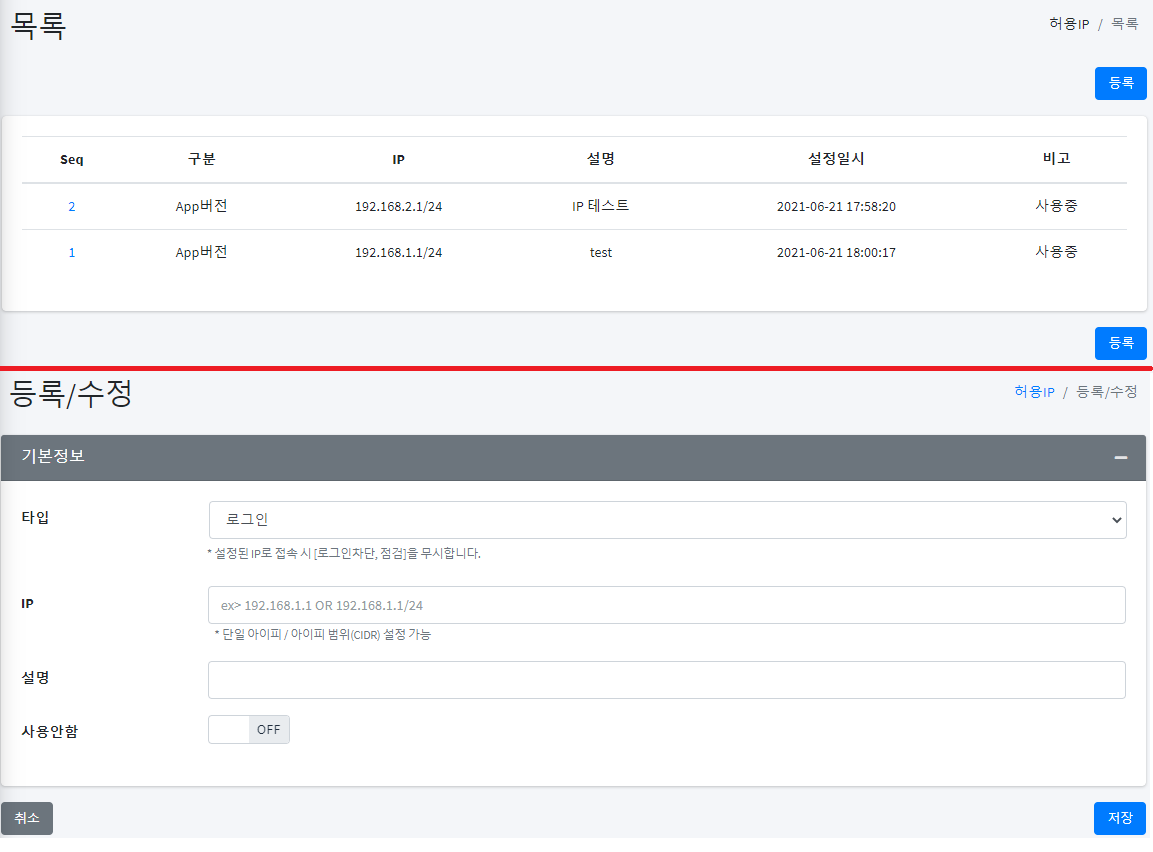 목록
허용IP / 목록
등록
Seq 구분 IP 설명 설정일시 비고
2 App버전 192.168.2.1/24 IP 테스트 2021-06-21 17:58:20 사용중
1 App버전 192.168.1.1/24 test 2021-06-21 18:00:17 사용중
등록
등록/수정
허용IP / 등록/수정
기본정보
타입 로그인
* 설정된 IP로 접속 시 [로그인차단, 점검]을 무시합니다.
IP ex> 192.168.1.1 OR 192.168.1.1/24
* 단일 아이피 / 아이피 범위(CIDR) 설정 가능
설명
사용안함 OFF
취소 저장